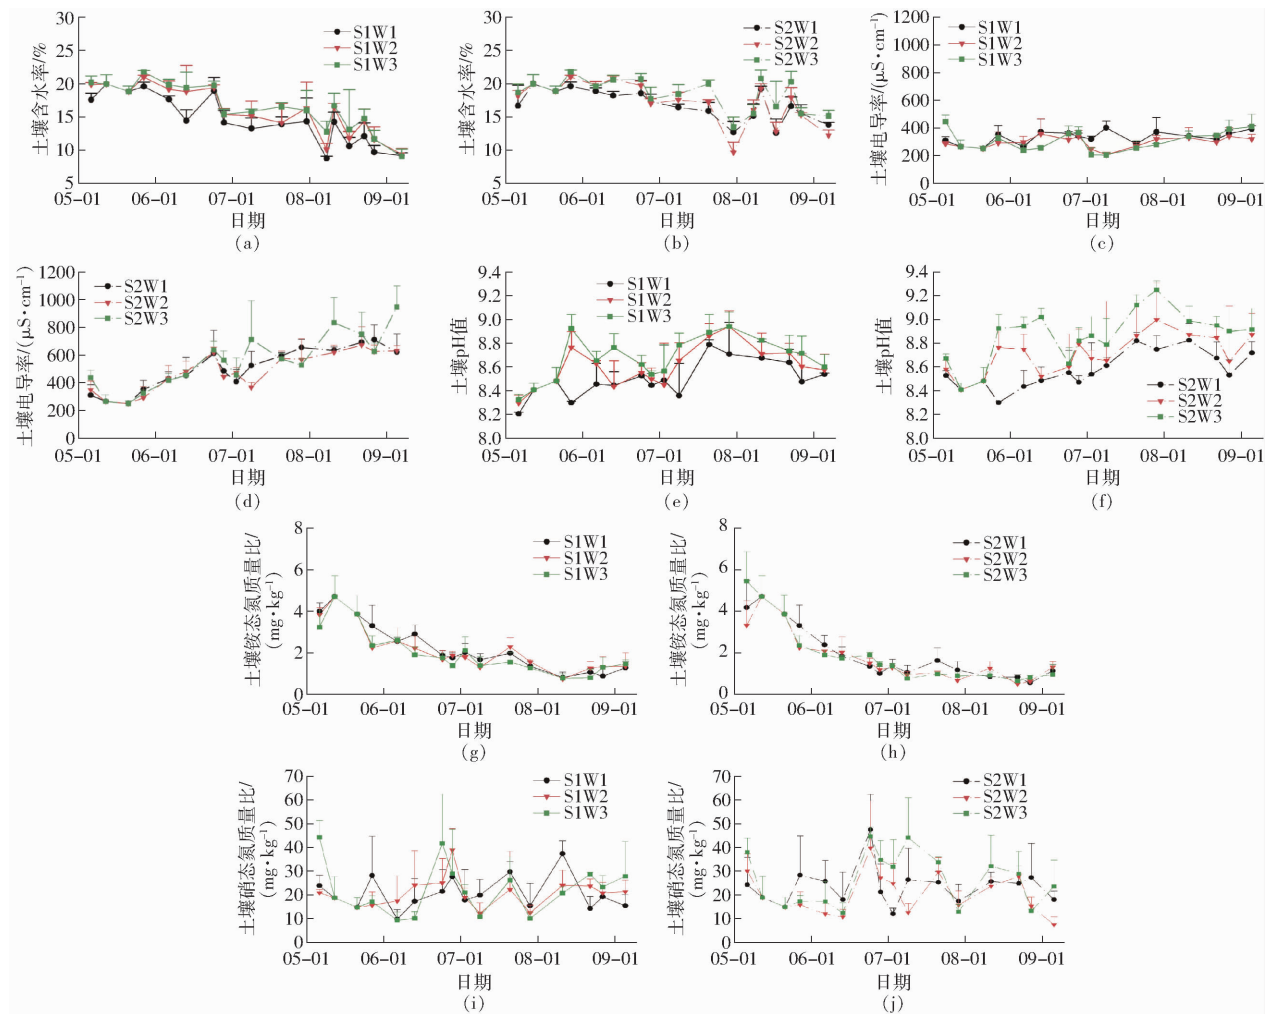 30
25
20
15
10
5
土壤含水率/%
S1W1
S1W2
S1W3
05-01
06-01
07-01
08-01
09-01
日期
(a)
30
25
20
15
10
5
土壤含水率/%
S2W1
S2W2
S2W3
05-01
06-01
07-01
08-01
09-01
日期
(b)
1200
1000
800
600
400
200
0
土壤电导率/(μS·cm⁻¹)
S1W1
S1W2
S1W3
05-01
06-01
07-01
08-01
09-01
日期
(c)
1200
1000
800
600
400
200
0
土壤电导率/(μS·cm⁻¹)
S2W1
S2W2
S2W3
05-01
06-01
07-01
08-01
09-01
日期
(d)
9.4
9.2
9.0
8.8
8.6
8.4
8.2
8.0
土壤pH值
S1W1
S1W2
S1W3
05-01
06-01
07-01
08-01
09-01
日期
(e)
9.4
9.2
9.0
8.8
8.6
8.4
8.2
8.0
土壤pH值
S2W1
S2W2
S2W3
05-01
06-01
07-01
08-01
09-01
日期
(f)
8
6
4
2
0
土壤铵态氮质量比/
(mg·kg⁻¹)
S1W1
S1W2
S1W3
05-01
06-01
07-01
08-01
09-01
日期
(g)
8
6
4
2
0
土壤铵态氮质量比/
(mg·kg⁻¹)
S2W1
S2W2
S2W3
05-01
06-01
07-01
08-01
09-01
日期
(h)
70
60
50
40
30
20
10
0
土壤硝态氮质量比/
(mg·kg⁻¹)
S1W1
S1W2
S1W3
05-01
06-01
07-01
08-01
09-01
日期
(i)
70
60
50
40
30
20
10
0
土壤硝态氮质量比/
(mg·kg⁻¹)
S2W1
S2W2
S2W3
05-01
06-01
07-01
08-01
09-01
日期
(j)